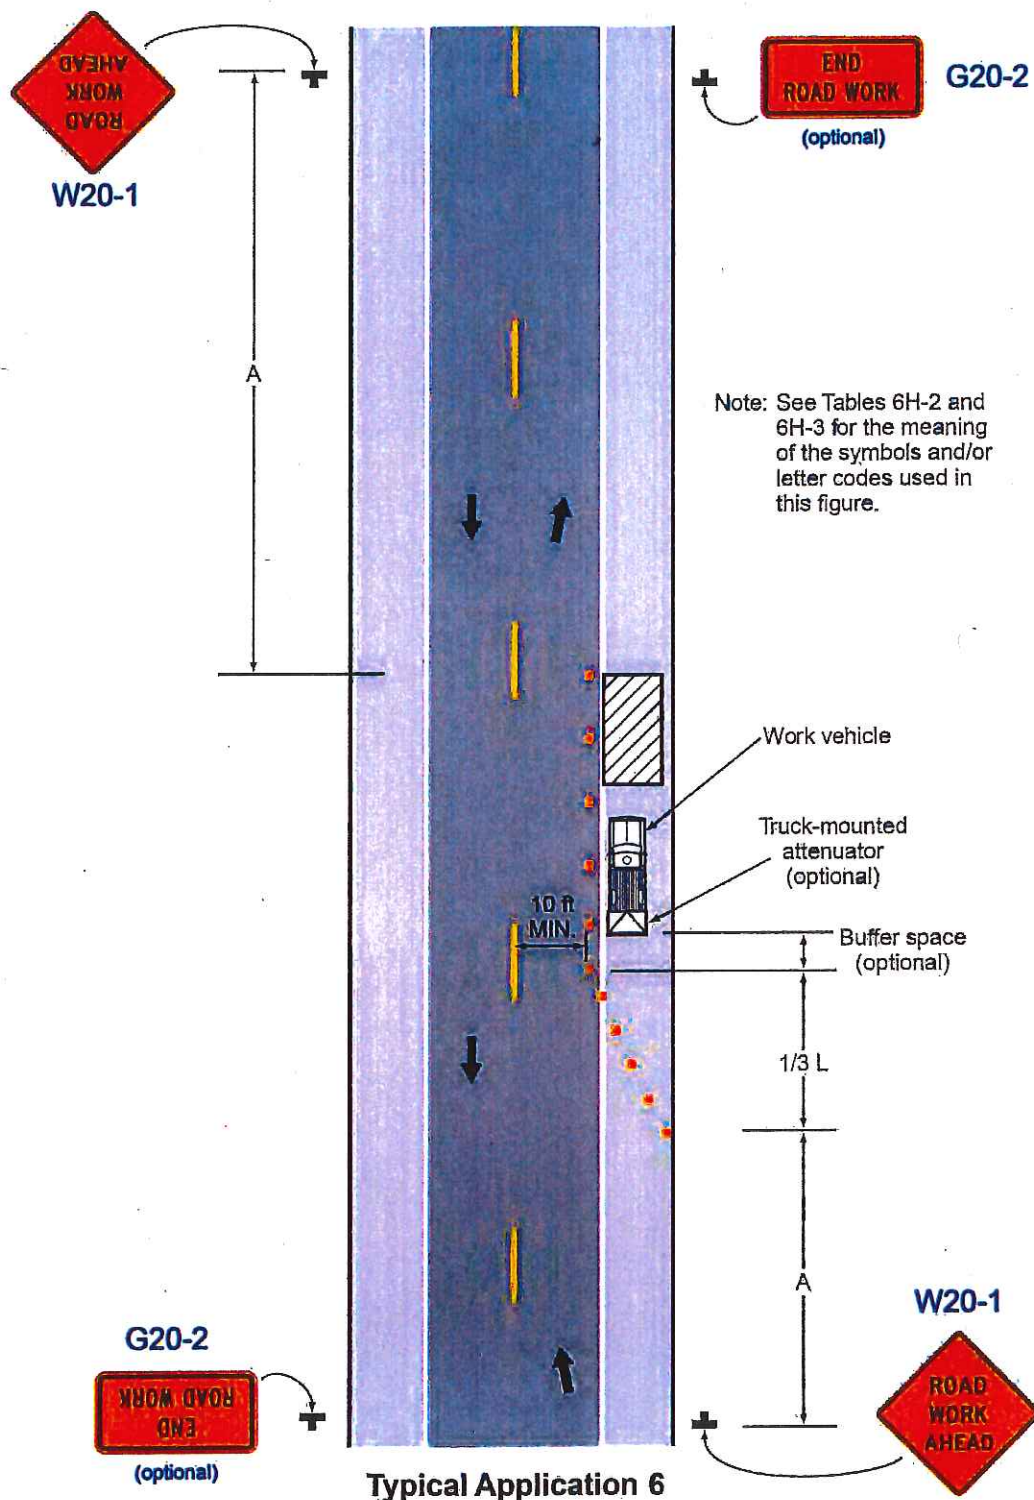 ROAD
WORK
AHEAD
W20-1
END
ROAD WORK
(optional)
G20-2
A
Note: See Tables 6H-2 and
6H-3 for the meaning
of the symbols and/or
letter codes used in
this figure.
Work vehicle
Truck-mounted
attenuator
(optional)
10 ft
MIN.
Buffer space
(optional)
1/3 L
A
W20-1
ROAD
WORK
AHEAD
G20-2
END
ROAD WORK
(optional)
Typical Application 6